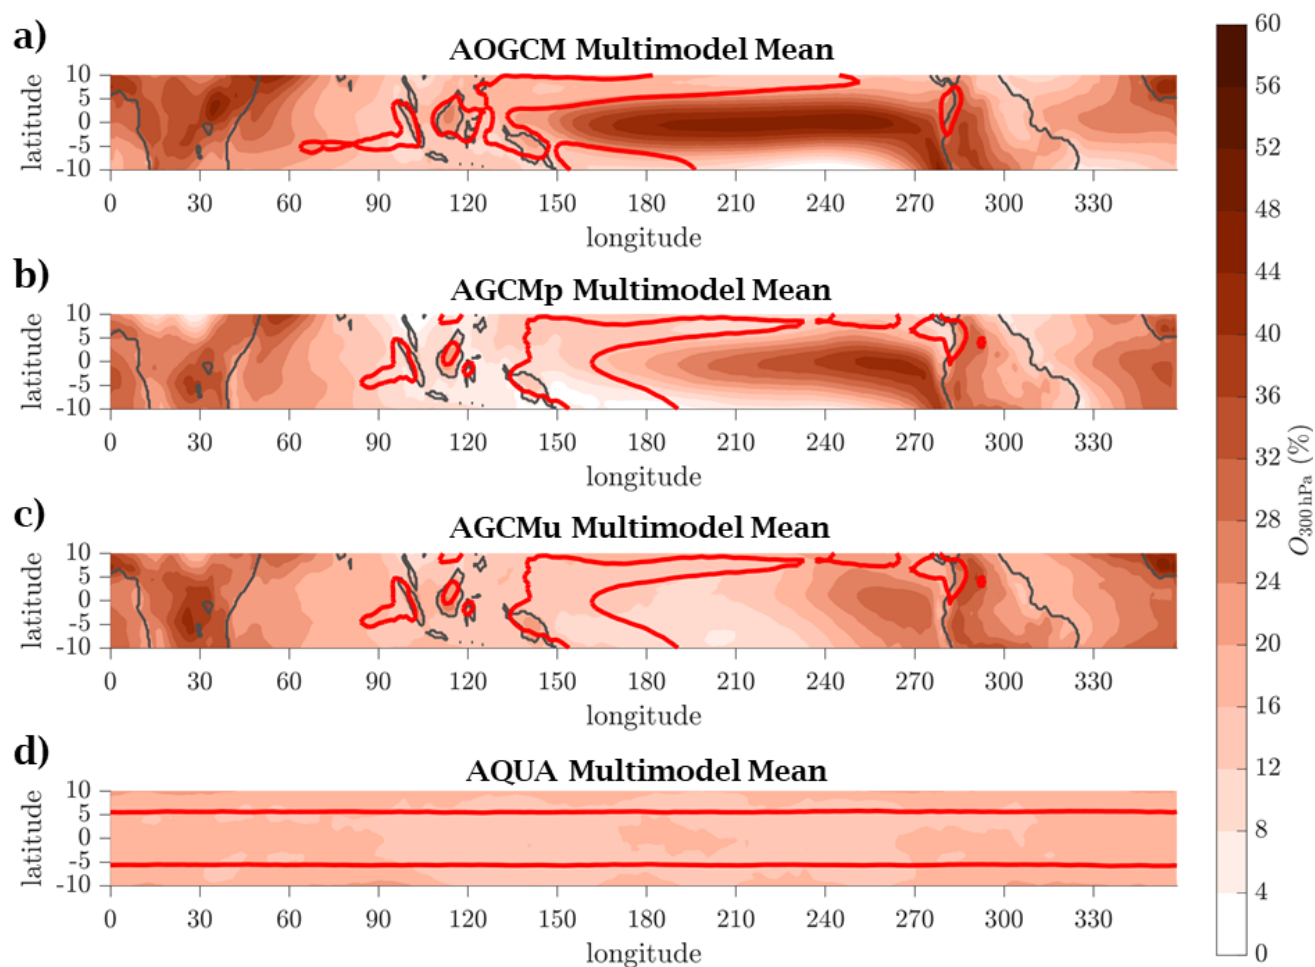 a)
AOGCM Multimodel Mean
latitude
10
5
0
-5
-10
0 30 60 90 120 150 180 210 240 270 300 330
longitude
b)
AGCMp Multimodel Mean
latitude
10
5
0
-5
-10
0 30 60 90 120 150 180 210 240 270 300 330
longitude
c)
AGCMu Multimodel Mean
latitude
10
5
0
-5
-10
0 30 60 90 120 150 180 210 240 270 300 330
longitude
d)
AQUA Multimodel Mean
latitude
10
5
0
-5
-10
0 30 60 90 120 150 180 210 240 270 300 330
longitude
60
56
52
48
44
40
36
32
28
24
20
16
12
8
4
0
O300 hPa (%)